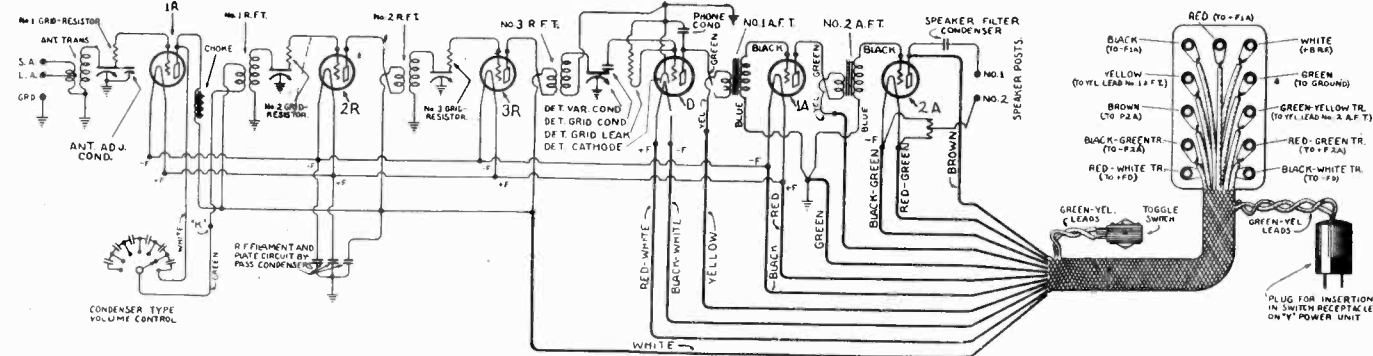 1R
No 1 GRID-RESISTOR
ANT TRANS
S.A.
L.A.
GRD
ANT. ADJ.
COND.
CHOKE
No.1 R.F.T.
No.2 GRID-
RESISTOR
2R
No.2 R.F.T.
No 3 GRID-
RESISTOR.
3R
No.3 R.F.T.
DET. VAR. COND
DET. GRID COND
DET. GRID LEAK
DET. CATHODE
PHONE
COND
D
GREEN
YEL.
NO.1 A.F.T.
BLACK
BLUE
1A
GREEN
YEL
NO.2 A.F.T.
BLACK
BLUE
2A
SPEAKER FILTER
CONDENSER
NO.1
NO.2
SPEAKER POSTS.
-F
+F
-F
+F
-F
+F
+F
-F
-F
+F
-F
+F
WHITE
"K"
GREEN
CONDENSER TYPE
VOLUME CONTROL
R F FILAMENT AND
PLATE CIRCUIT BY-
PASS CONDENSERS
RED-WHITE
BLACK-WHITE
YELLOW
BLACK
RED
GREEN
BLACK-GREEN
RED-GREEN
BROWN
WHITE
GREEN-YEL.
LEADS
TOGGLE
SWITCH
RED (TO +F1A)
BLACK
(TO-F1A)
YELLOW
(TO YEL LEAD No 1 A.F.T.)
BROWN
(TO P2A)
BLACK-GREEN TR.
(TO-F2A)
RED-WHITE TR.
(TO +FD)
WHITE
(+B RF)
GREEN
(TO GROUND)
GREEN-YELLOW TR.
(TO YEL. LEAD No. 2 A.F.T)
RED-GREEN TR.
(TO +F2A)
BLACK-WHITE TR.
(TO -FD)
GREEN-YEL
LEADS
PLUG FOR INSERTION
IN SWITCH RECEPTACLE
ON "Y" POWER UNIT